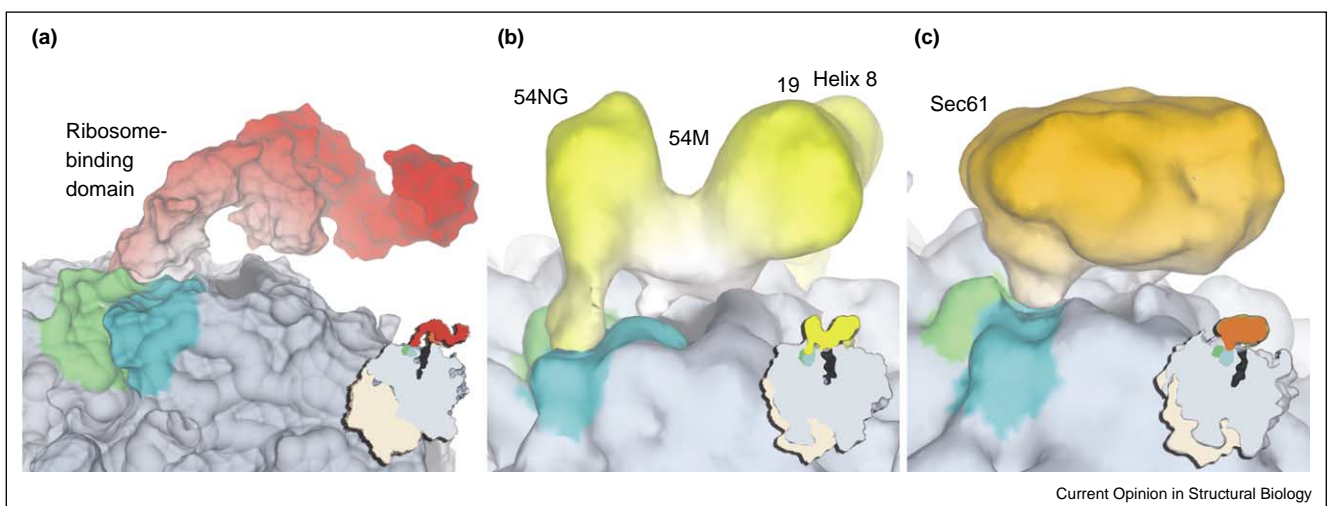 (a)
Ribosome-
binding
domain
(b)
54NG
54M
19
Helix 8
(c)
Sec61
Current Opinion in Structural Biology